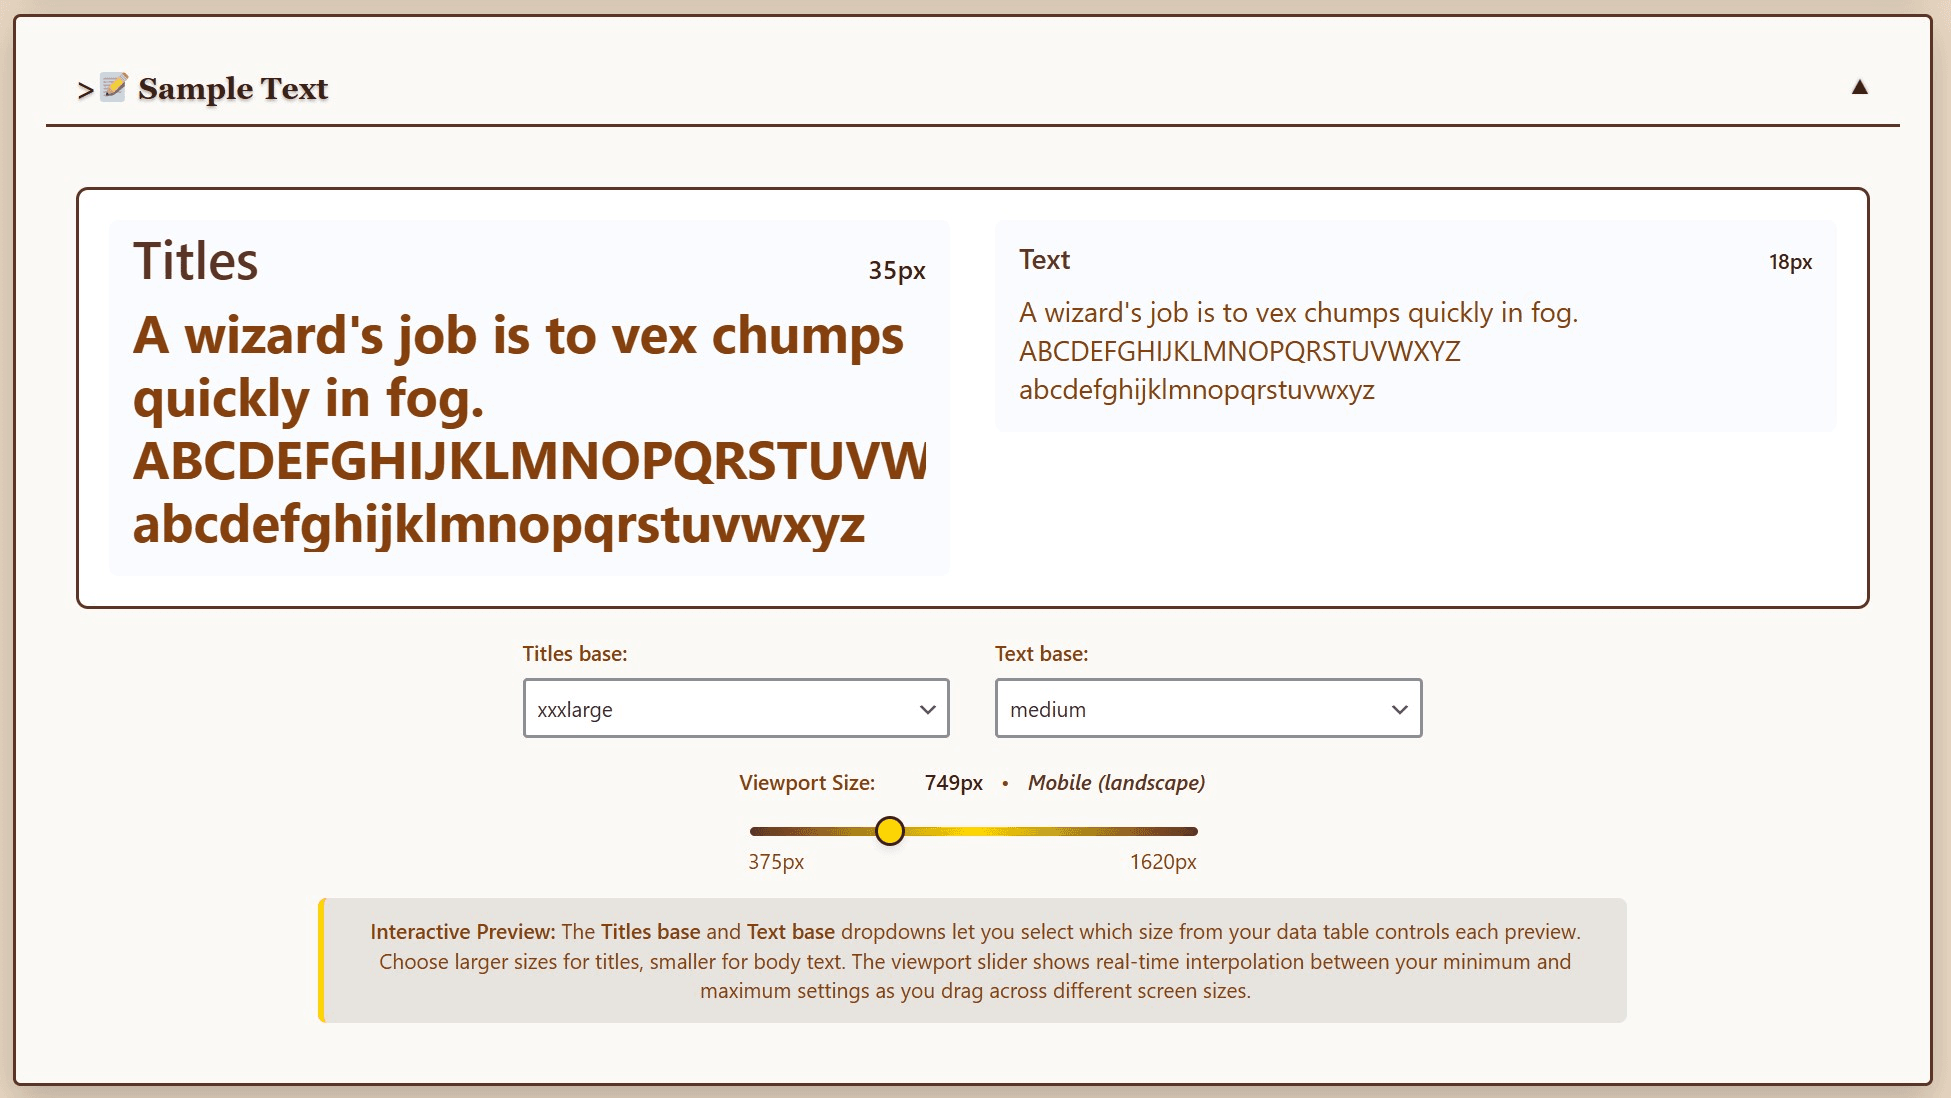 > Sample Text ▲
Titles 35px
A wizard's job is to vex chumps
quickly in fog.
ABCDEFGHIJKLMNOPQRSTUVW
abcdefghijklmnopqrstuvwxyz
Text 18px
A wizard's job is to vex chumps quickly in fog.
ABCDEFGHIJKLMNOPQRSTUVWXYZ
abcdefghijklmnopqrstuvwxyz
Titles base:
xxxlarge
Text base:
medium
Viewport Size: 749px • Mobile (landscape)
375px 1620px
Interactive Preview: The Titles base and Text base dropdowns let you select which size from your data table controls each preview.
Choose larger sizes for titles, smaller for body text. The viewport slider shows real-time interpolation between your minimum and
maximum settings as you drag across different screen sizes.